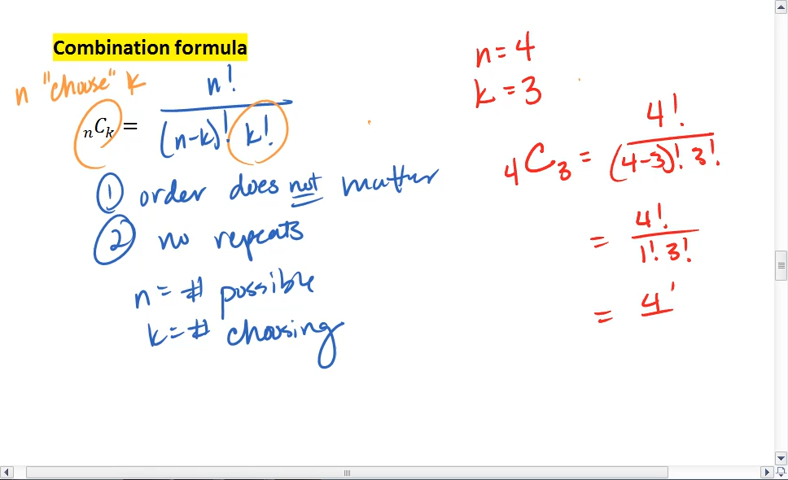 Combination formula
n "choose" k
nCk = n! / (n-k)! k!
① order does not matter
② no repeats
n = # possible
k = # choosing
n = 4
k = 3
4C3 = 4! / (4-3)! 3!
= 4! / 1! 3!
= 4'